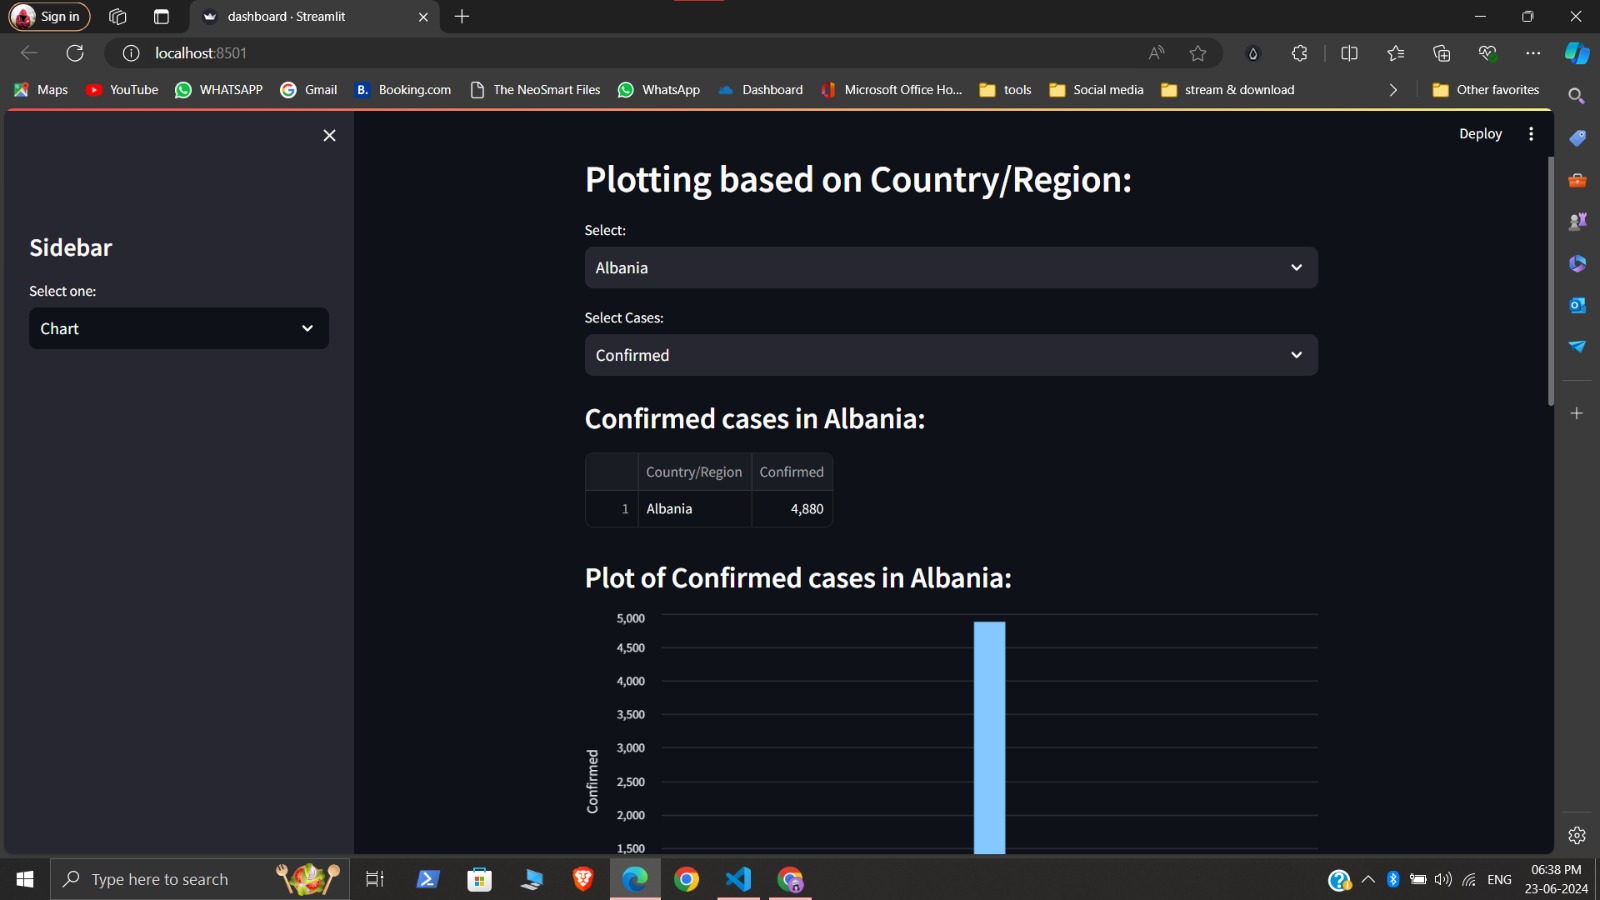 Sign in
dashboard · Streamlit
localhost:8501
Maps YouTube WHATSAPP Gmail B. Booking.com The NeoSmart Files WhatsApp Dashboard Microsoft Office Ho... tools Social media stream & download Other favorites
Deploy
Sidebar
Select one:
Chart
Plotting based on Country/Region:
Select:
Albania
Select Cases:
Confirmed
Confirmed cases in Albania:
Country/Region Confirmed
1 Albania 4,880
Plot of Confirmed cases in Albania:
5,000
4,500
4,000
3,500
3,000
2,500
2,000
1,500
Confirmed
Type here to search
ENG
06:38 PM
23-06-2024